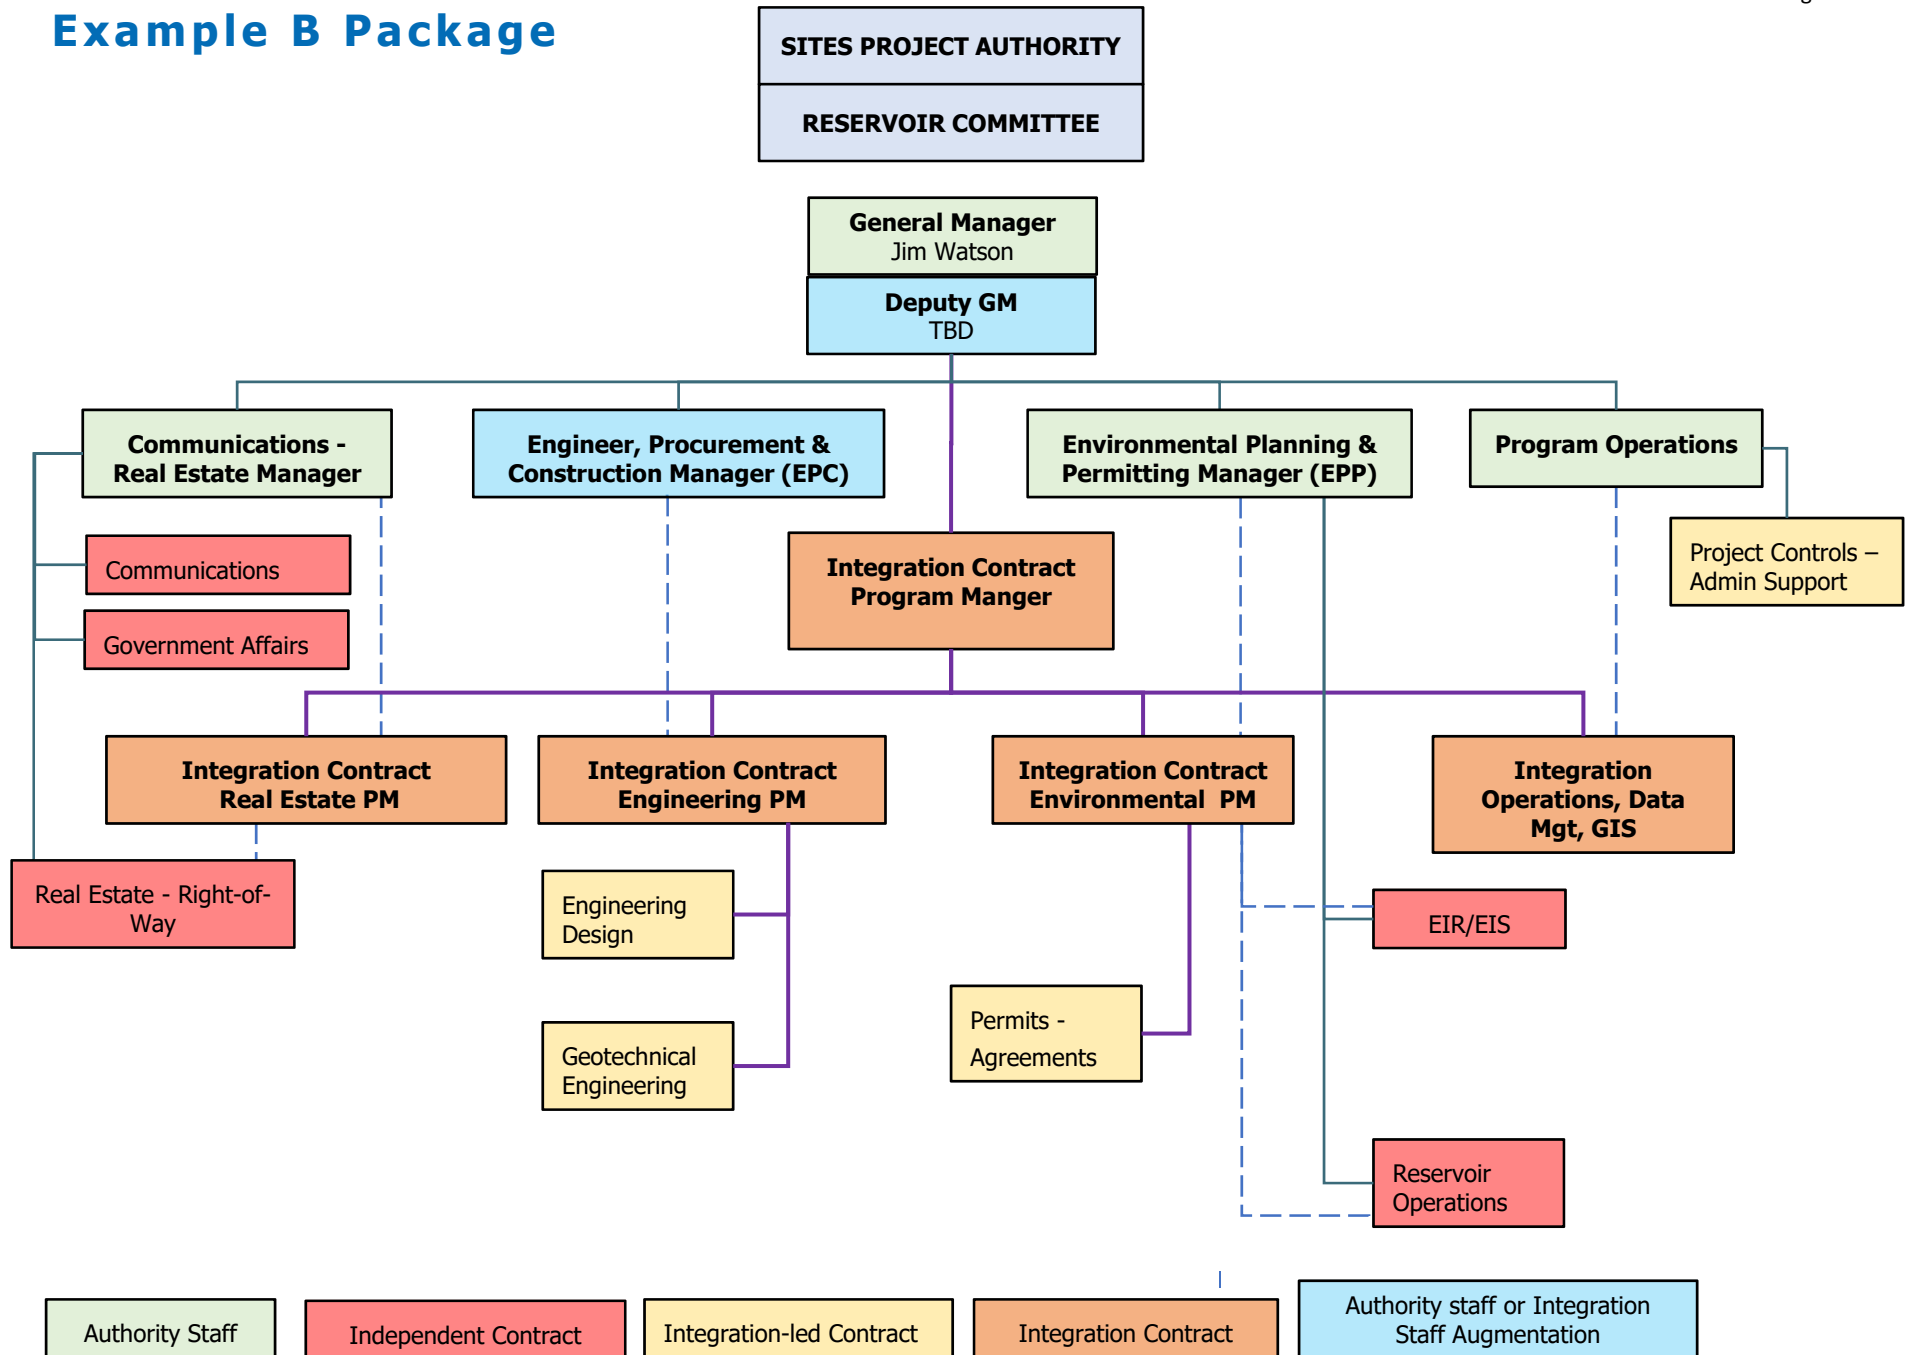 Example B Package
SITES PROJECT AUTHORITY
RESERVOIR COMMITTEE
General Manager
Jim Watson
Deputy GM
TBD
Communications -
Real Estate Manager
Engineer, Procurement &
Construction Manager (EPC)
Environmental Planning &
Permitting Manager (EPP)
Program Operations
Communications
Government Affairs
Integration Contract
Program Manger
Project Controls –
Admin Support
Integration Contract
Real Estate PM
Integration Contract
Engineering PM
Integration Contract
Environmental  PM
Integration
Operations, Data
Mgt, GIS
Real Estate - Right-of-
Way
Engineering
Design
EIR/EIS
Geotechnical
Engineering
Permits -
Agreements
Reservoir
Operations
Authority Staff
Independent Contract
Integration-led Contract
Integration Contract
Authority staff or Integration
Staff Augmentation